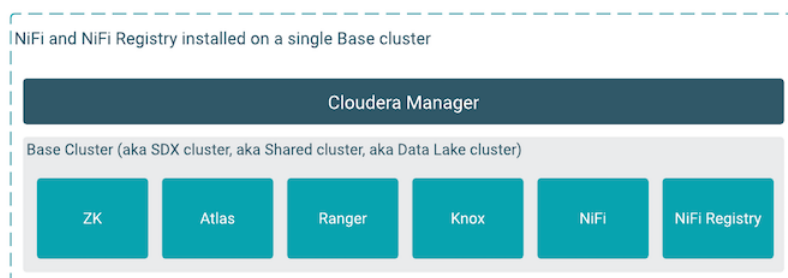 NiFi and NiFi Registry installed on a single Base cluster
Cloudera Manager
Base Cluster (aka SDX cluster, aka Shared cluster, aka Data Lake cluster)
ZK
Atlas
Ranger
Knox
NiFi
NiFi Registry